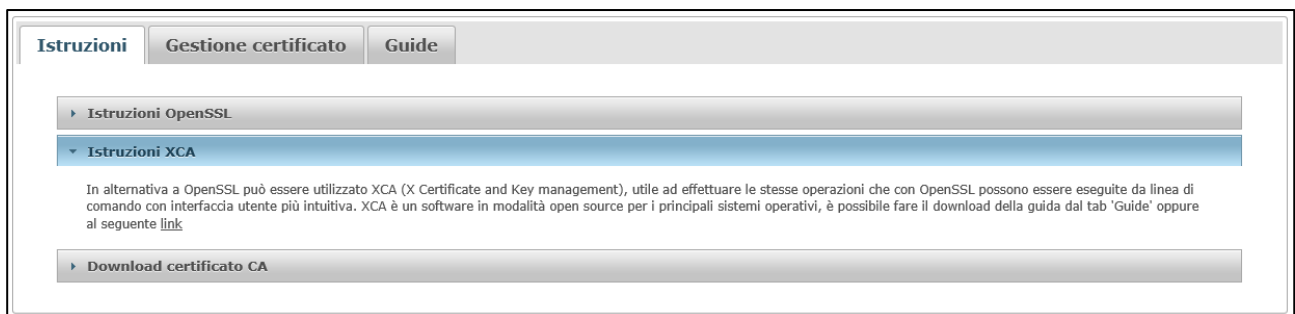 Istruzioni Gestione certificato Guide
Istruzioni OpenSSL
Istruzioni XCA
In alternativa a OpenSSL può essere utilizzato XCA (X Certificate and Key management), utile ad effettuare le stesse operazioni che con OpenSSL possono essere eseguite da linea di
comando con interfaccia utente più intuitiva. XCA è un software in modalità open source per i principali sistemi operativi, è possibile fare il download della guida dal tab 'Guide' oppure
al seguente link
Download certificato CA